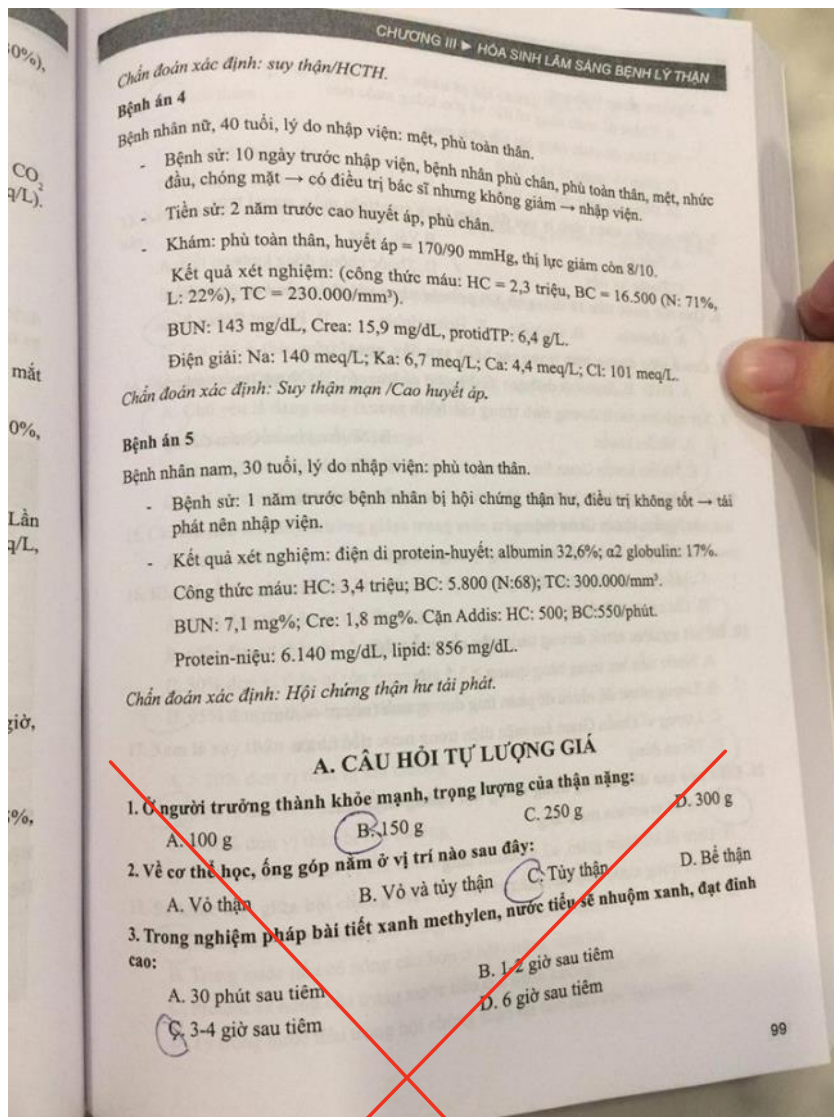 0%),
CO₂
q/L).
mắt
0%,
Lần
q/L,
giờ,
%,
CHƯƠNG III ► HÓA SINH LÂM SÀNG BỆNH LÝ THẬN
Chẩn đoán xác định: suy thận/HCTH.
Bệnh án 4
Bệnh nhân nữ, 40 tuổi, lý do nhập viện: mệt, phù toàn thân.
- Bệnh sử: 10 ngày trước nhập viện, bệnh nhân phù chân, phù toàn thân, mệt, nhức
đầu, chóng mặt → có điều trị bác sĩ nhưng không giảm → nhập viện.
- Tiền sử: 2 năm trước cao huyết áp, phù chân.
- Khám: phù toàn thân, huyết áp = 170/90 mmHg, thị lực giảm còn 8/10.
Kết quả xét nghiệm: (công thức máu: HC = 2,3 triệu, BC = 16.500 (N: 71%,
L: 22%), TC = 230.000/mm³).
BUN: 143 mg/dL, Crea: 15,9 mg/dL, protidTP: 6,4 g/L.
Điện giải: Na: 140 meq/L; Ka: 6,7 meq/L; Ca: 4,4 meq/L; Cl: 101 meq/L.
Chẩn đoán xác định: Suy thận mạn /Cao huyết áp.
Bệnh án 5
Bệnh nhân nam, 30 tuổi, lý do nhập viện: phù toàn thân.
- Bệnh sử: 1 năm trước bệnh nhân bị hội chứng thận hư, điều trị không tốt → tái
phát nên nhập viện.
- Kết quả xét nghiệm: điện di protein-huyết: albumin 32,6%; α2 globulin: 17%.
Công thức máu: HC: 3,4 triệu; BC: 5.800 (N:68); TC: 300.000/mm³.
BUN: 7,1 mg%; Cre: 1,8 mg%. Cặn Addis: HC: 500; BC:550/phút.
Protein-niệu: 6.140 mg/dL, lipid: 856 mg/dL.
Chẩn đoán xác định: Hội chứng thận hư tái phát.
A. CÂU HỎI TỰ LƯỢNG GIÁ
1. Ở người trưởng thành khỏe mạnh, trọng lượng của thận nặng:
A. 100 g B. 150 g C. 250 g D. 300 g
2. Về cơ thể học, ống góp nằm ở vị trí nào sau đây:
A. Vỏ thận B. Vỏ và tủy thận C. Tủy thận D. Bể thận
3. Trong nghiệm pháp bài tiết xanh methylen, nước tiểu sẽ nhuộm xanh, đạt đỉnh
cao:
A. 30 phút sau tiêm B. 1-2 giờ sau tiêm
C. 3-4 giờ sau tiêm D. 6 giờ sau tiêm
99